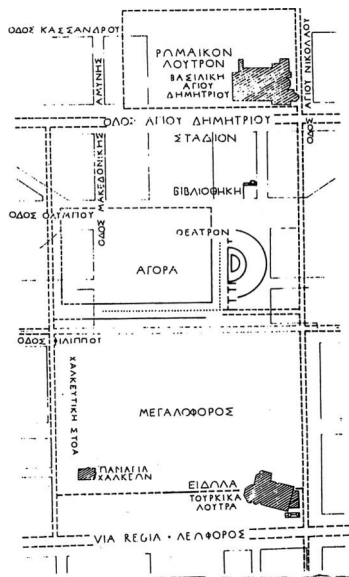 ΟΔΟΣ ΚΑΣΣΑΝΔΡΟΥ
ΑΜΥΝΗΣ
ΡΩΜΑΙΚΟΝ
ΛΟΥΤΡΟΝ
ΒΑΣΙΛΙΚΗ
ΑΓΙΟΥ
ΔΗΜΗΤΡΙΟΥ
ΟΔΟΣ ΑΓΙΟΥ ΝΙΚΟΛΑΟΥ
ΟΔΟΣ ΑΓΙΟΥ ΔΗΜΗΤΡΙΟΥ
ΣΤΑΔΙΟΝ
ΟΔΟΣ ΜΑΚΕΔΟΝΙΚΗΣ
ΒΙΒΛΙΟΘΗΚΗ
ΟΔΟΣ ΟΛΥΜΠΟΥ
ΘΕΑΤΡΟΝ
ΑΓΟΡΑ
ΟΔΟΣ ΦΙΛΙΠΠΟΥ
ΧΑΛΚΕΥΤΙΚΗ ΣΤΟΑ
ΜΕΓΑΛΟΦΟΡΟΣ
ΠΑΝΑΓΙΑ
ΧΑΛΚΕΩΝ
ΕΙΔΩΛΑ
ΤΟΥΡΚΙΚΑ
ΛΟΥΤΡΑ
VIA REGIA - ΛΕΩΦΟΡΟΣ